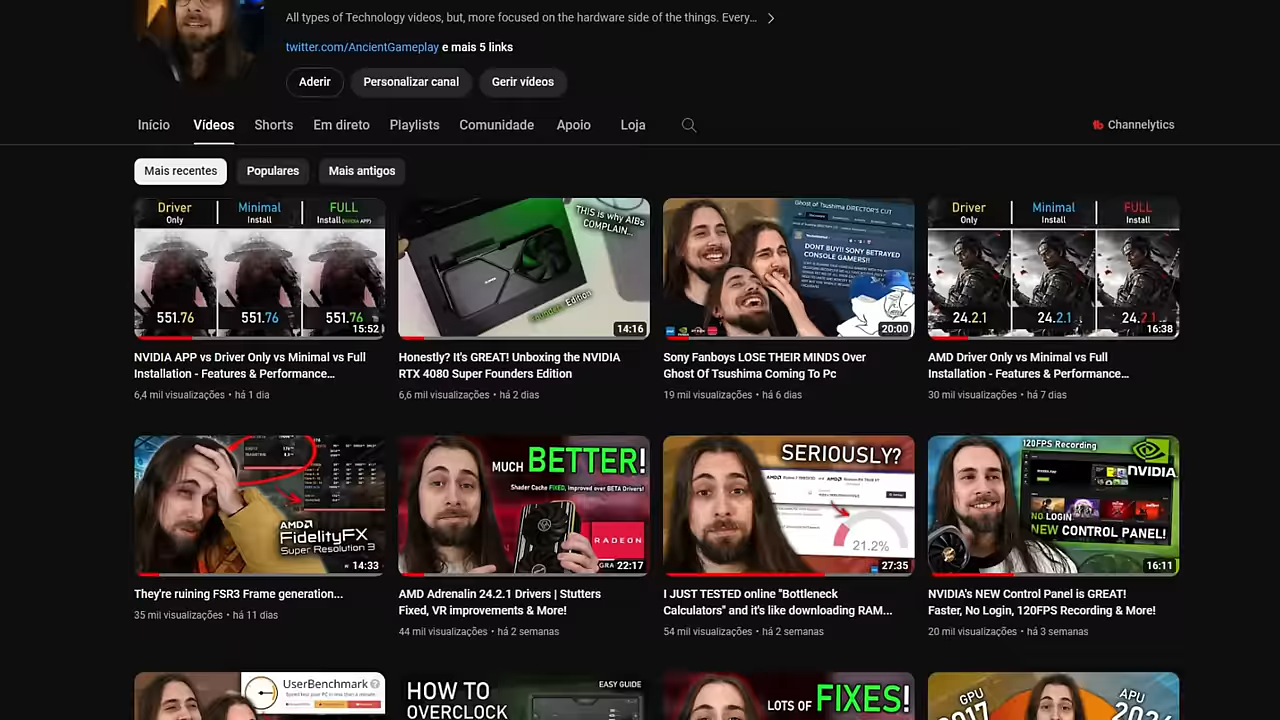 All types of Technology videos, but, more focused on the hardware side of the things. Every...
twitter.com/AncientGameplay e mais 5 links
Aderir
Personalizar canal
Gerir vídeos
Início
Vídeos
Shorts
Em direto
Playlists
Comunidade
Apoio
Loja
Channelytics
Mais recentes
Populares
Mais antigos
Driver
Only
Minimal
Install
FULL
Install (NVIDIA APP)
551.76
551.76
551.76
15:52
THIS is why AIBs
COMPLAIN...
Founders Edition
14:16
Ghost of Tsushima DIRECTOR'S CUT
DONT BUY!! SONY BETRAYED
CONSOLE GAMERS!!
20:00
Driver
Only
Minimal
Install
FULL
Install
24.2.1
24.2.1
24.2.1
16:38
NVIDIA APP vs Driver Only vs Minimal vs Full
Installation - Features & Performance...
6,4 mil visualizações • há 1 dia
Honestly? It's GREAT! Unboxing the NVIDIA
RTX 4080 Super Founders Edition
6,6 mil visualizações • há 2 dias
Sony Fanboys LOSE THEIR MINDS Over
Ghost Of Tsushima Coming To Pc
19 mil visualizações • há 6 dias
AMD Driver Only vs Minimal vs Full
Installation - Features & Performance...
30 mil visualizações • há 7 dias
AMD
FidelityFX
Super Resolution 3
14:33
MUCH BETTER!
Shader Cache FIXED, Improved over BETA Drivers!
RADEON
22:17
SERIOUSLY?
21.2%
27:35
120FPS Recording
NVIDIA
NO LOGIN
NEW CONTROL PANEL!
16:11
They're ruining FSR3 Frame generation...
35 mil visualizações • há 11 dias
AMD Adrenalin 24.2.1 Drivers | Stutters
Fixed, VR improvements & More!
44 mil visualizações • há 2 semanas
I JUST TESTED online "Bottleneck
Calculators" and it's like downloading RAM...
54 mil visualizações • há 2 semanas
NVIDIA's NEW Control Panel is GREAT!
Faster, No Login, 120FPS Recording & More!
20 mil visualizações • há 3 semanas
UserBenchmark
Speed test your PC in less than a minute
HOW TO
OVERCLOCK
EASY GUIDE
LOTS OF FIXES!
GPU
2017
APU
2024